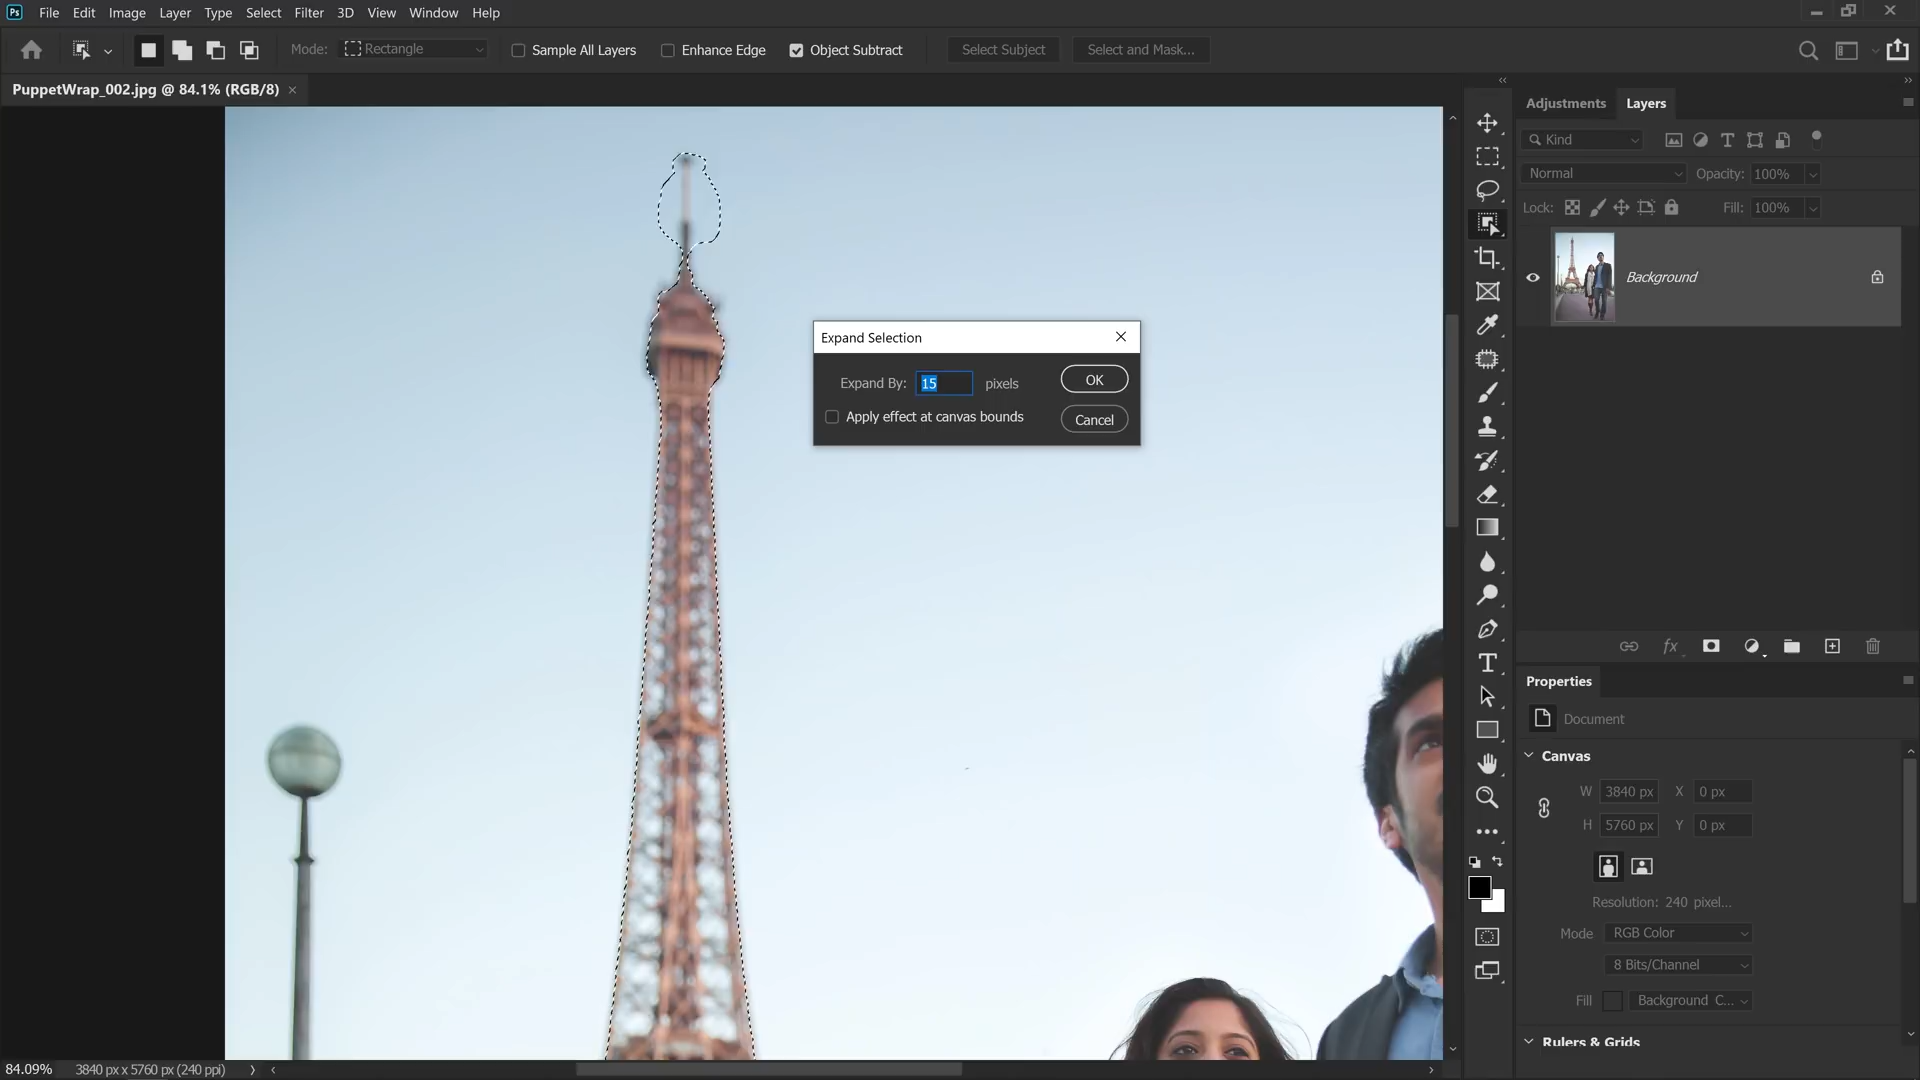 Ps File Edit Image Layer Type Select Filter 3D View Window Help
Mode: Rectangle Sample All Layers Enhance Edge Object Subtract Select Subject Select and Mask...
PuppetWrap_002.jpg @ 84.1% (RGB/8)
Adjustments Layers
Kind
Normal Opacity: 100%
Lock: Fill: 100%
Background
Expand Selection
Expand By: 15 pixels OK
Apply effect at canvas bounds Cancel
Properties
Document
Canvas
W 3840 px X 0 px
H 5760 px Y 0 px
Resolution: 240 pixel...
Mode RGB Color
8 Bits/Channel
Fill Background C...
Rulers & Grids
84.09% 3840 px x 5760 px (240 ppi)